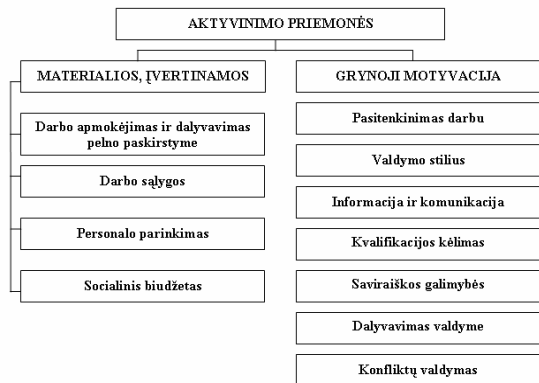 AKTYVINIMO PRIEMONĖS
MATERIALIOS, ĮVERTINAMOS
Darbo apmokėjimas ir dalyvavimas
pelno paskirstyme
Darbo sąlygos
Personalo parinkimas
Socialinis biudžetas
GRYNOJI MOTYVACIJA
Pasitenkinimas darbu
Valdymo stilius
Informacija ir komunikacija
Kvalifikacijos kėlimas
Saviraiškos galimybės
Dalyvavimas valdyme
Konfliktų valdymas